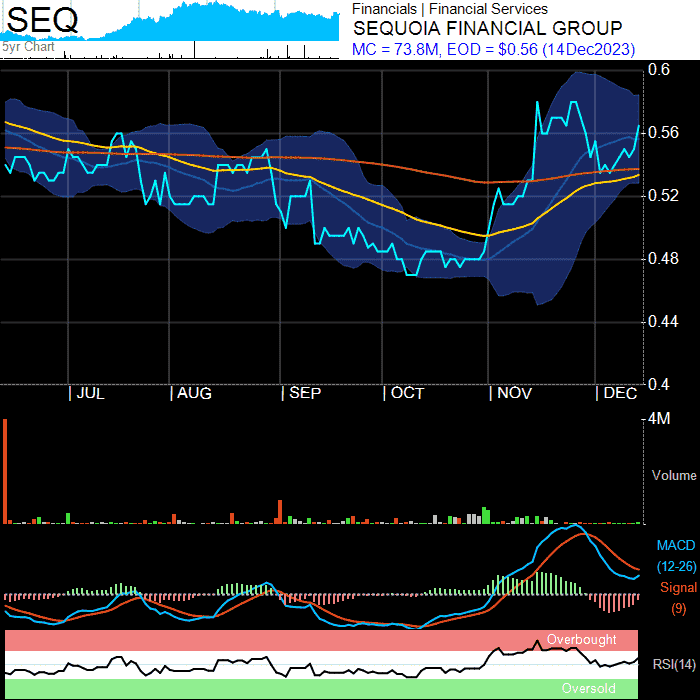 SEQ
5yr Chart
Financials | Financial Services
SEQUOIA FINANCIAL GROUP
MC = 73.8M, EOD = $0.56 (14Dec2023)
0.6
0.56
0.52
0.48
0.44
0.4
JUL AUG SEP OCT NOV DEC
4M
Volume
MACD
(12-26)
Signal
(9)
Overbought
RSI(14)
Oversold